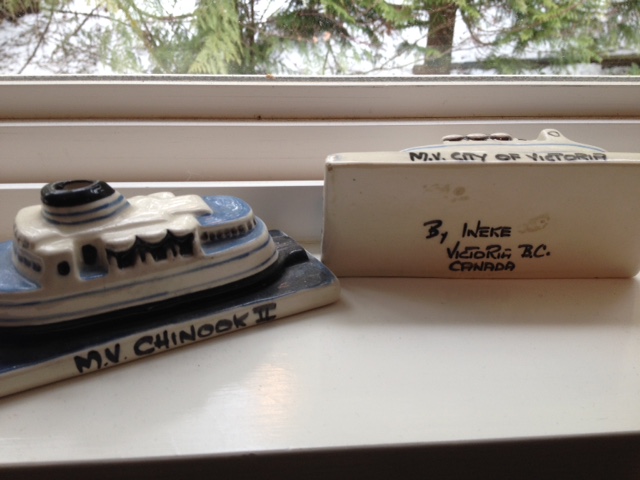 M.V. CHINOOK II
M.V. CITY OF VICTORIA
By INEKE
VICTORIA B.C.
CANADA